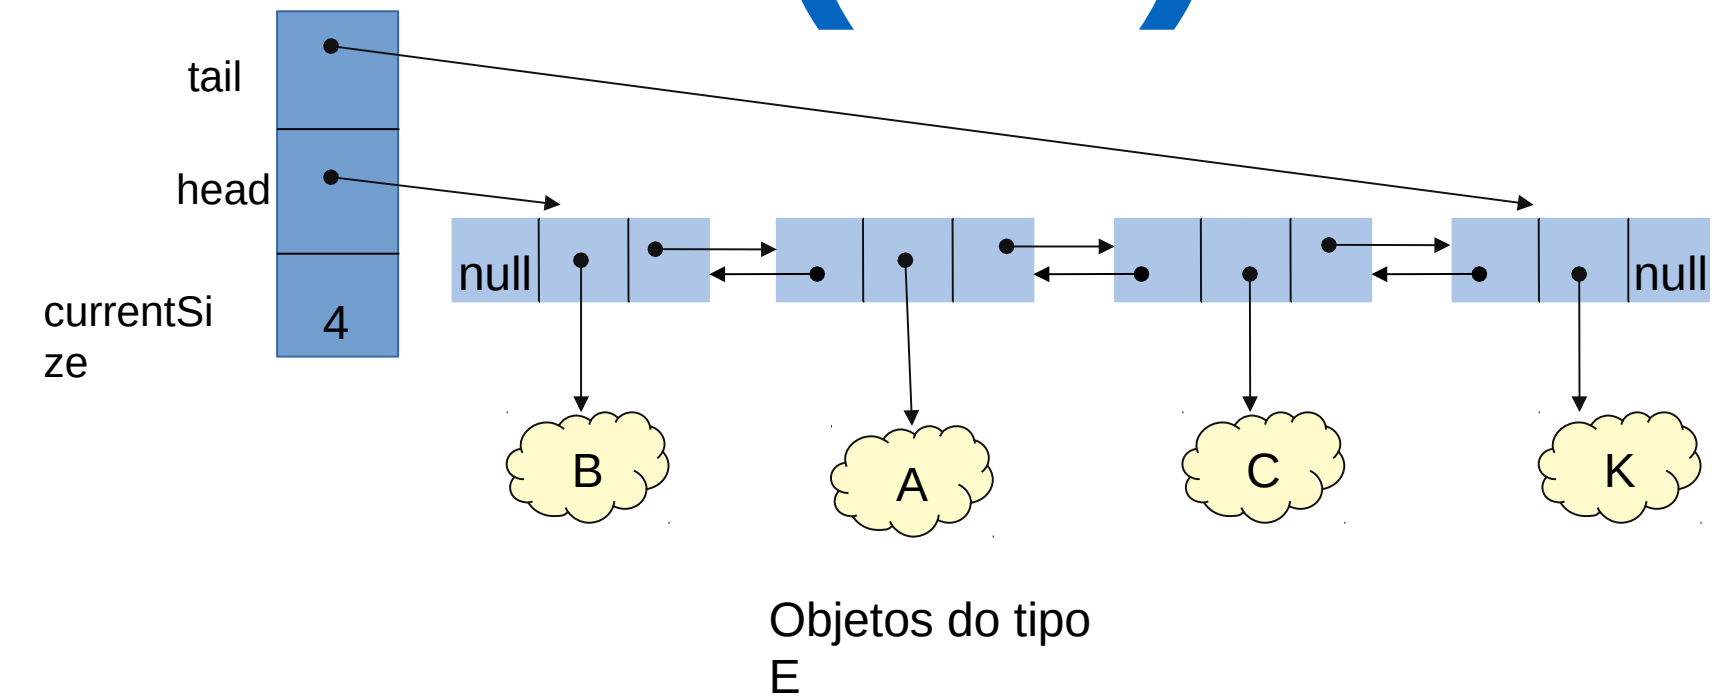 tail
head
null
null
currentSi
ze
4
B
A
C
K
Objetos do tipo
E